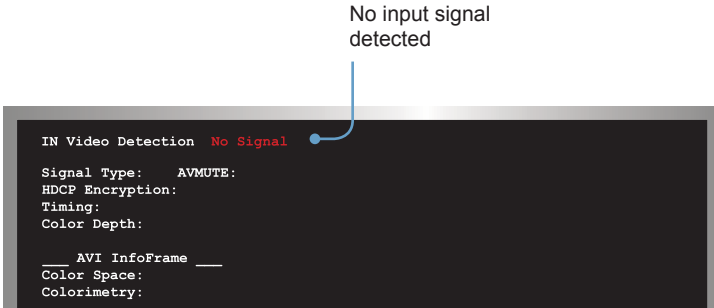 No input signal
detected
IN Video Detection No Signal
Signal Type: AVMUTE:
HDCP Encryption:
Timing:
Color Depth:
___ AVI InfoFrame ___
Color Space:
Colorimetry: